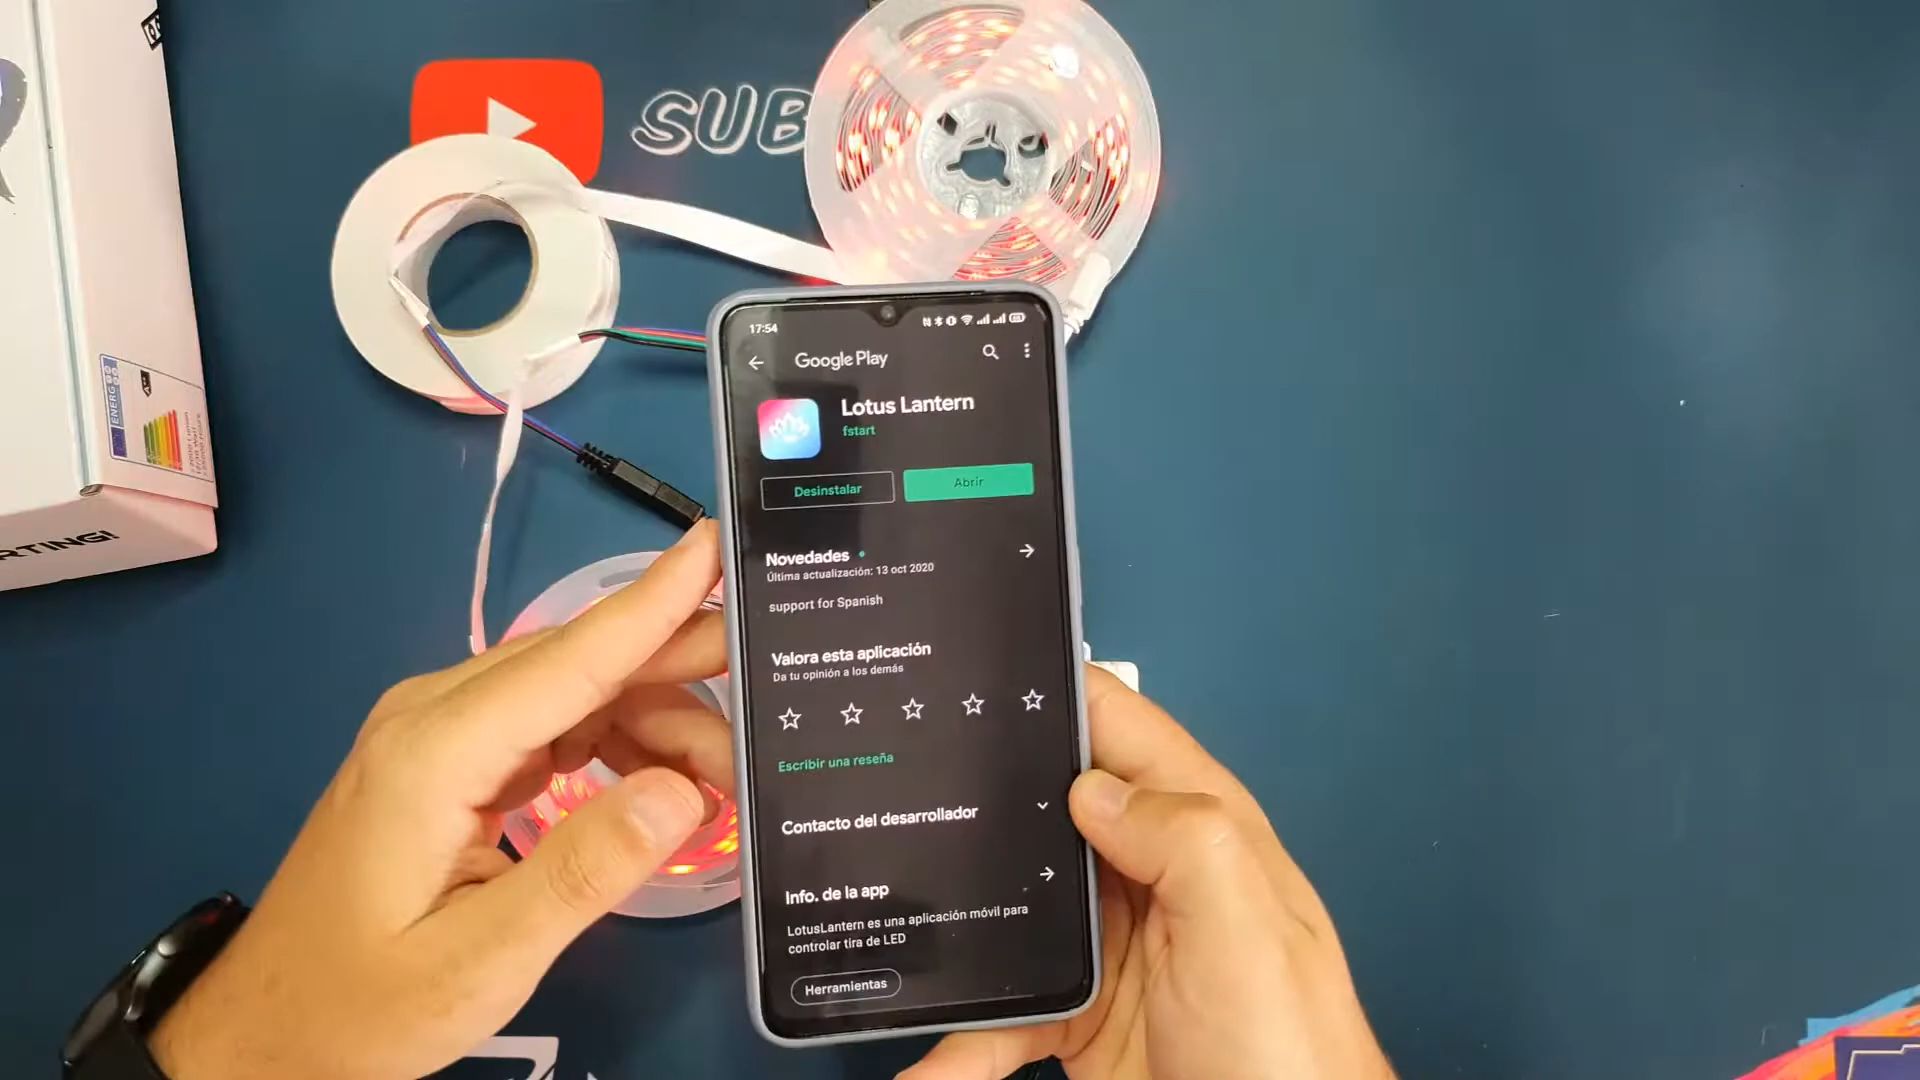 SUB
17:54
Google Play
Lotus Lantern
fstart
Desinstalar
Abrir
Novedades
Última actualización: 13 oct 2020
support for Spanish
Valora esta aplicación
Da tu opinión a los demás
Escribir una reseña
Contacto del desarrollador
Info. de la app
LotusLantern es una aplicación móvil para
controlar tira de LED
Herramientas
ENERG
A++
RTING!